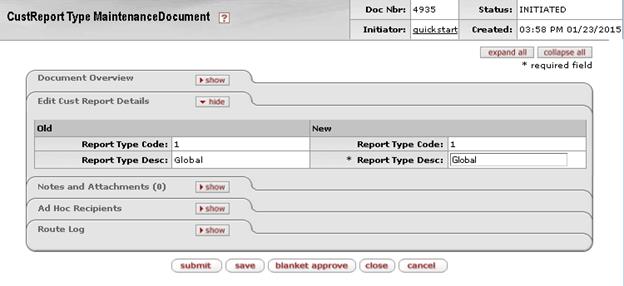 CustReport Type MaintenanceDocument ?
Doc Nbr: 4935 Status: INITIATED
Initiator: quickstart Created: 03:58 PM 01/23/2015
expand all collapse all
* required field
Document Overview show
Edit Cust Report Details hide
Old New
Report Type Code: 1 Report Type Code: 1
Report Type Desc: Global * Report Type Desc: Global
Notes and Attachments (0) show
Ad Hoc Recipients show
Route Log show
submit save blanket approve close cancel